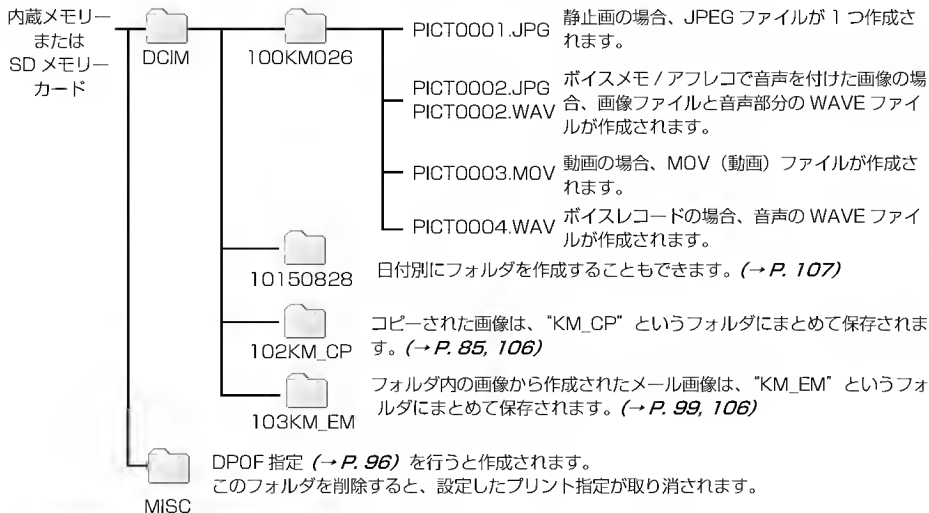 内蔵メモリー
または
SD メモリー
カード
DCIM
100KM026
PICT0001.JPG
静止画の場合、JPEG ファイルが 1 つ作成さ
れます。
PICT0002.JPG
PICT0002.WAV
ボイスメモ / アフレコで音声を付けた画像の場
合、画像ファイルと音声部分の WAVE ファイ
ルが作成されます。
PICT0003.MOV
動画の場合、MOV（動画）ファイルが作成さ
れます。
PICT0004.WAV
ボイスレコードの場合、音声の WAVE ファイ
ルが作成されます。
10150828
日付別にフォルダを作成することもできます。(→ P. 107)
102KM_CP
コピーされた画像は、“KM_CP” というフォルダにまとめて保存されま
す。(→ P. 85, 106)
103KM_EM
フォルダ内の画像から作成されたメール画像は、“KM_EM” というフォ
ルダにまとめて保存されます。(→ P. 99, 106)
MISC
DPOF 指定 (→ P. 96) を行うと作成されます。
このフォルダを削除すると、設定したプリント指定が取り消されます。